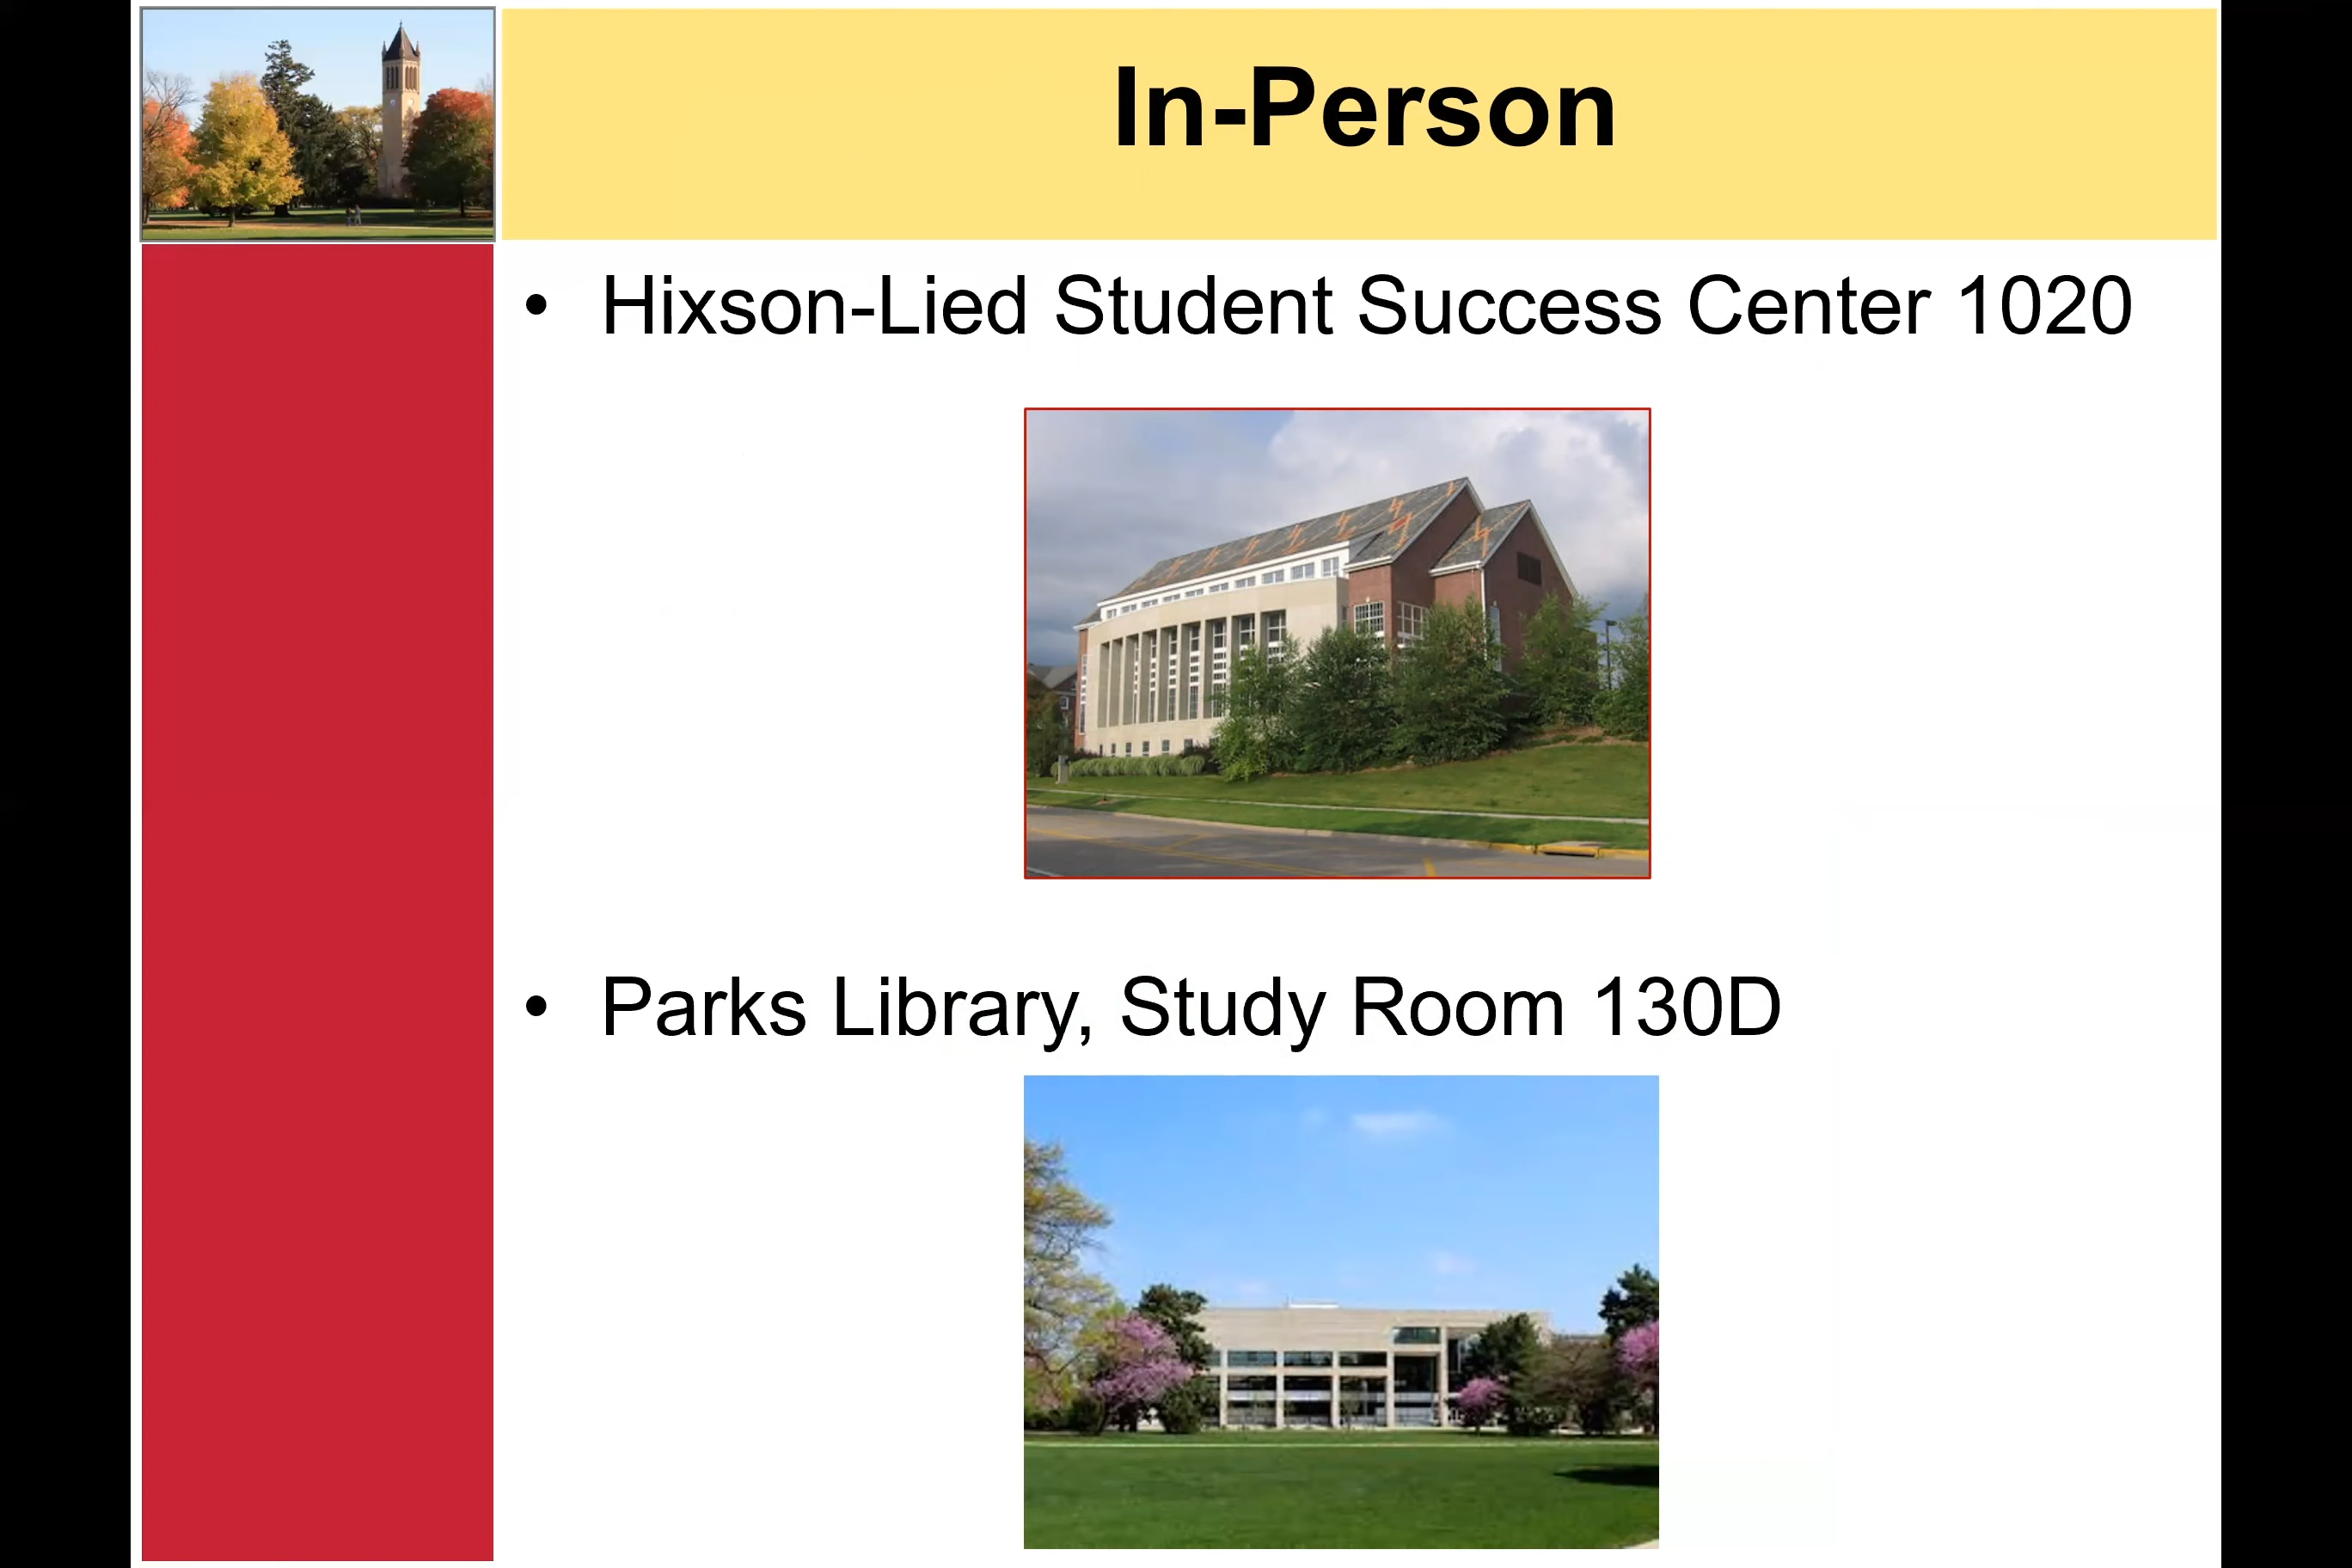 In-Person
• Hixson-Lied Student Success Center 1020
• Parks Library, Study Room 130D